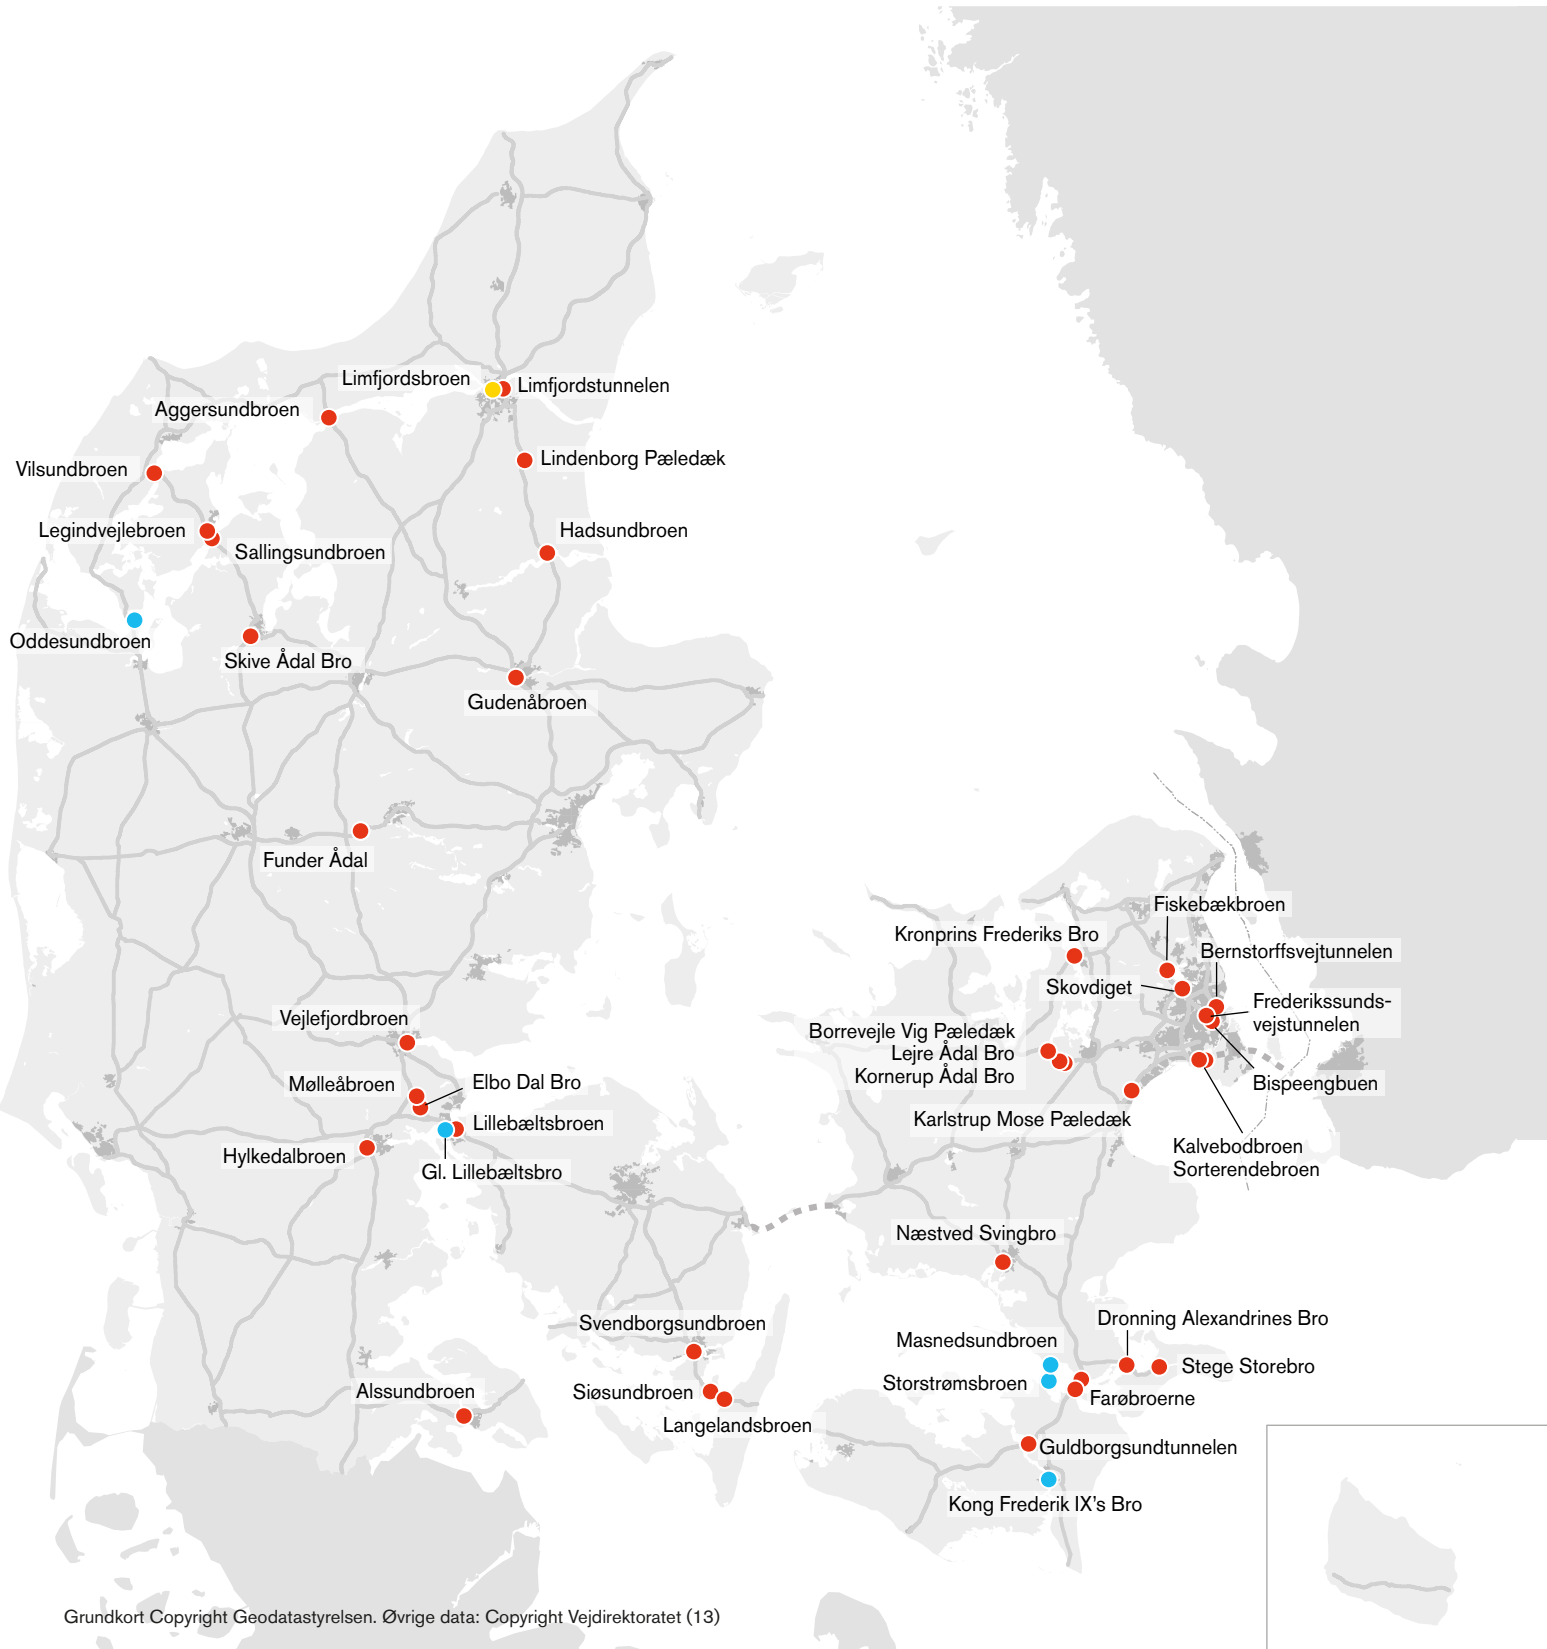 Limfjordsbroen
Limfjordstunnelen
Aggersundbroen
Lindenborg Pæledæk
Vilsundbroen
Legindvejlebroen
Hadsundbroen
Sallingsundbroen
Oddesundbroen
Skive Ådal Bro
Gudenåbroen
Funder Ådal
Fiskebækbroen
Kronprins Frederiks Bro
Bernstorffsvejtunnelen
Skovdiget
Frederikssunds-
vejstunnelen
Vejlefjordbroen
Borrevejle Vig Pæledæk
Lejre Ådal Bro
Kornerup Ådal Bro
Mølleåbroen
Elbo Dal Bro
Bispeengbuen
Lillebæltsbroen
Karlstrup Mose Pæledæk
Hylkedalbroen
Gl. Lillebæltsbro
Kalvebodbroen
Sorterendebroen
Næstved Svingbro
Svendborgsundbroen
Dronning Alexandrines Bro
Masnedsundbroen
Stege Storebro
Storstrømsbroen
Alssundbroen
Siøsundbroen
Farøbroerne
Langelandsbroen
Guldborgsundtunnelen
Kong Frederik IX's Bro
Grundkort Copyright Geodatastyrelsen. Øvrige data: Copyright Vejdirektoratet (13)